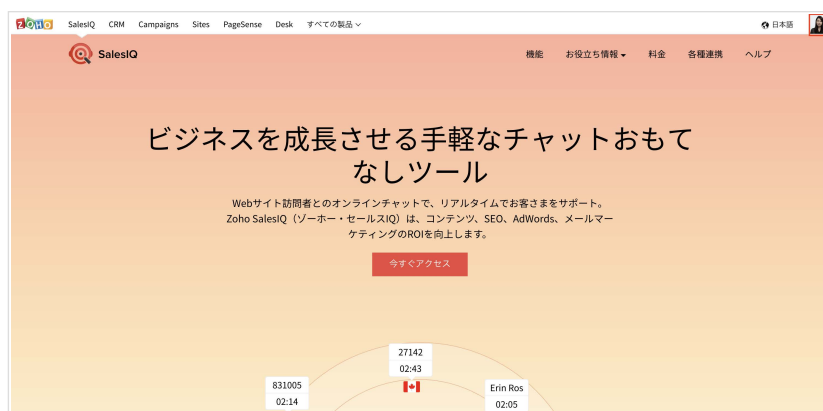 ZOHO SalesIQ CRM Campaigns Sites PageSense Desk すべての製品 日本語
SalesIQ 機能 お役立ち情報 料金 各種連携 ヘルプ
ビジネスを成長させる手軽なチャットおもて
なしツール
Webサイト訪問者とのオンラインチャットで、リアルタイムでお客さまをサポート。
Zoho SalesIQ（ゾーホー・セールスIQ）は、コンテンツ、SEO、AdWords、メールマー
ケティングのROIを向上します。
今すぐアクセス
27142
02:43
831005
02:14
Erin Ros
02:05